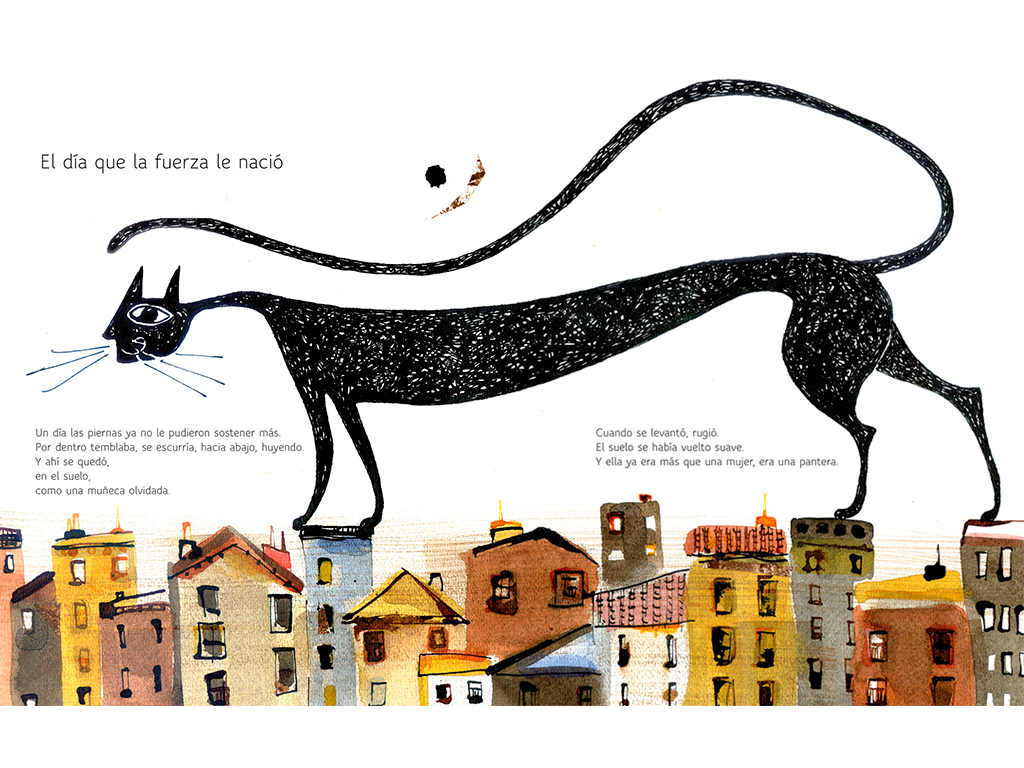 El día que la fuerza le nació
Un día las piernas ya no le pudieron sostener más.
Por dentro temblaba, se escurría, hacia abajo, huyendo.
Y ahí se quedó,
en el suelo,
como una muñeca olvidada.
Cuando se levantó, rugió.
El suelo se había vuelto suave.
Y ella ya era más que una mujer, era una pantera.